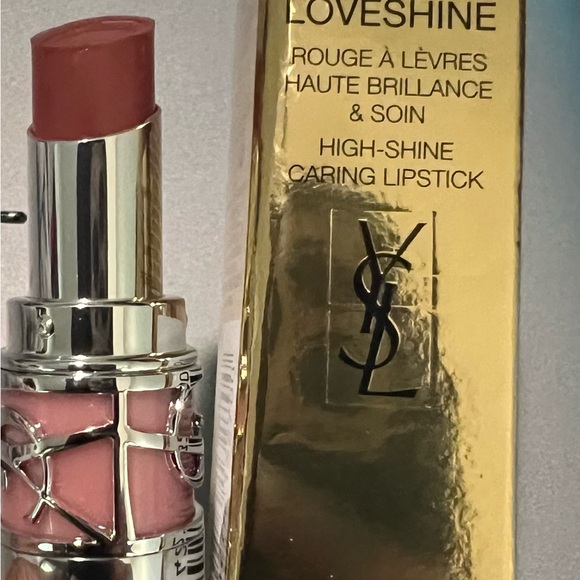 LOVESHINE
ROUGE À LÈVRES
HAUTE BRILLANCE
& SOIN
HIGH-SHINE
CARING LIPSTICK
YSL